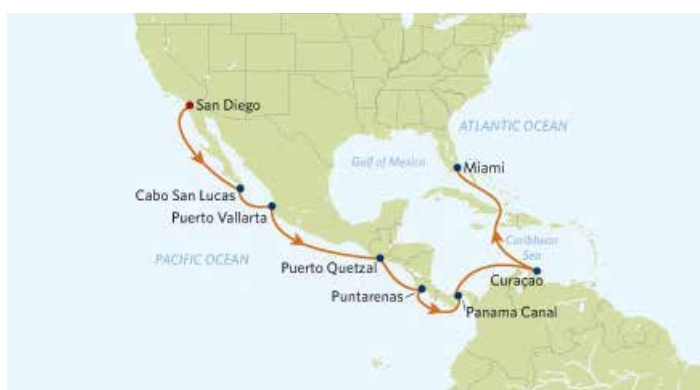 San Diego
ATLANTIC OCEAN
Gulf of Mexico
Miami
Cabo San Lucas
Puerto Vallarta
Caribbean
Sea
PACIFIC OCEAN
Puerto Quetzal
Curaçao
Puntarenas
Panama Canal